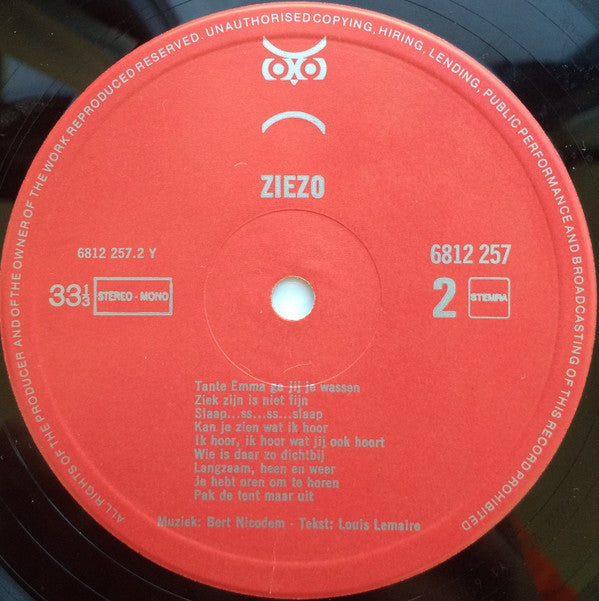 ALL RIGHTS OF THE PRODUCER AND OF THE OWNER OF THE WORK REPRODUCED RESERVED. UNAUTHORISED COPYING, HIRING, LENDING, PUBLIC PERFORMANCE AND BROADCASTING OF THIS RECORD PROHIBITED
ZIEZO
6812 257.2 Y
6812 257
33⅓ STEREO - MONO
2 STEMRA
Tante Emma ga jij je wassen
Ziek zijn is niet fijn
Slaap...ss...ss...slaap
Kan je zien wat ik hoor
Ik hoor, ik hoor wat jij ook hoort
Wie is daar zo dichtbij
Langzaam, heen en weer
Je hebt oren om te horen
Pak de tent maar uit
Muziek: Bert Nicodem - Tekst: Louis Lemaire